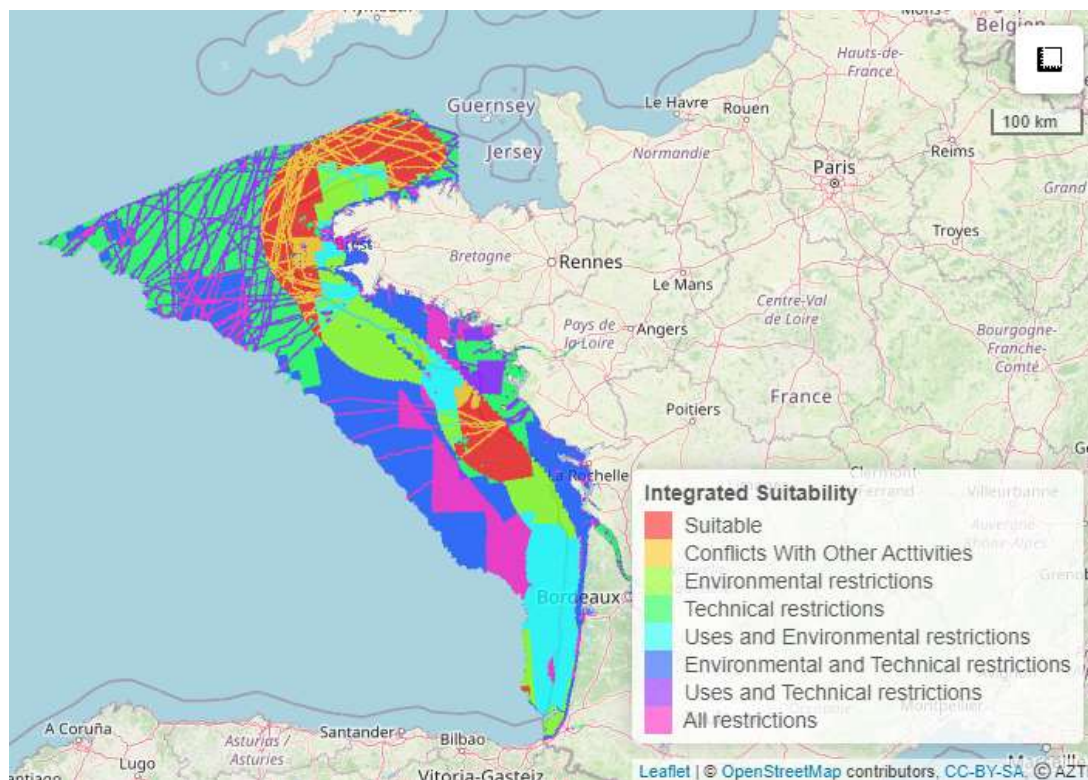 Belgien
Hauts-de-
France
Guernsey
Le Havre
Rouen
100 km
Jersey
Normandie
Reims
Paris
Grand
Brest
Bretagne
Rennes
Troyes
Le Mans
Centre-Val
de Loire
Pays de
la Loire
Angers
Bourgogne-
Franche-
Comté
France
Poitiers
La Rochelle
Integrated Suitability
Suitable
Conflicts With Other Acttivities
Environmental restrictions
Technical restrictions
Uses and Environmental restrictions
Environmental and Technical restrictions
Uses and Technical restrictions
All restrictions
Bordeaux
A Coruña
Lugo
Asturias /
Asturies
Santander
Bilbao
Vitoria-Gasteiz
Leaflet | © OpenStreetMap contributors, CC-BY-SA, © AZT